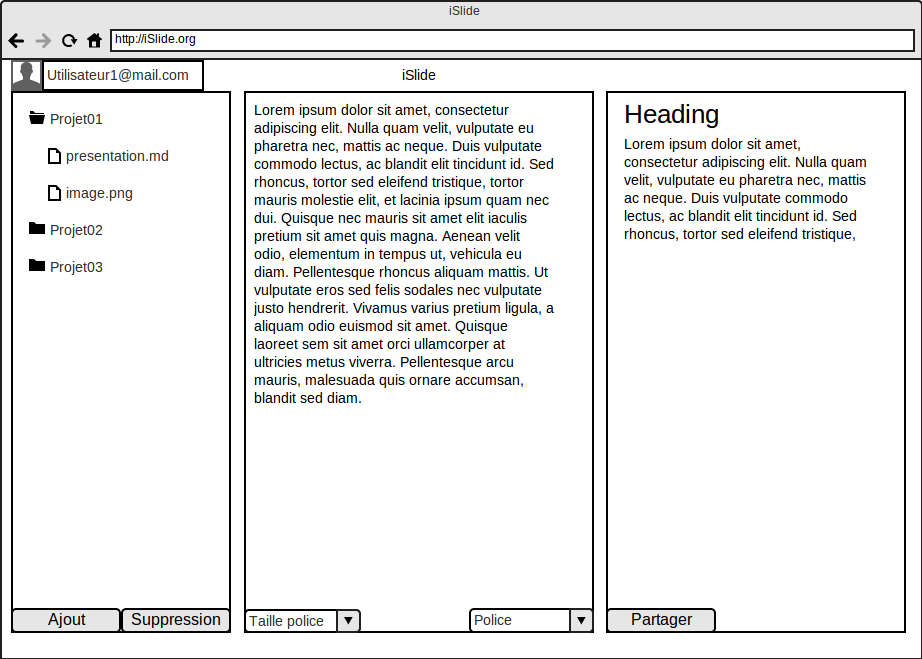 iSlide
http://iSlide.org
Utilisateur1@mail.com
iSlide
Projet01
presentation.md
image.png
Projet02
Projet03
Ajout
Suppression
Lorem ipsum dolor sit amet, consectetur
adipiscing elit. Nulla quam velit, vulputate eu
pharetra nec, mattis ac neque. Duis vulputate
commodo lectus, ac blandit elit tincidunt id. Sed
rhoncus, tortor sed eleifend tristique, tortor
mauris molestie elit, et lacinia ipsum quam nec
dui. Quisque nec mauris sit amet elit iaculis
pretium sit amet quis magna. Aenean velit
odio, elementum in tempus ut, vehicula eu
diam. Pellentesque rhoncus aliquam mattis. Ut
vulputate eros sed felis sodales nec vulputate
justo hendrerit. Vivamus varius pretium ligula, a
aliquam odio euismod sit amet. Quisque
laoreet sem sit amet orci ullamcorper at
ultricies metus viverra. Pellentesque arcu
mauris, malesuada quis ornare accumsan,
blandit sed diam.
Taille police
Police
Heading
Lorem ipsum dolor sit amet,
consectetur adipiscing elit. Nulla quam
velit, vulputate eu pharetra nec, mattis
ac neque. Duis vulputate commodo
lectus, ac blandit elit tincidunt id. Sed
rhoncus, tortor sed eleifend tristique,
Partager